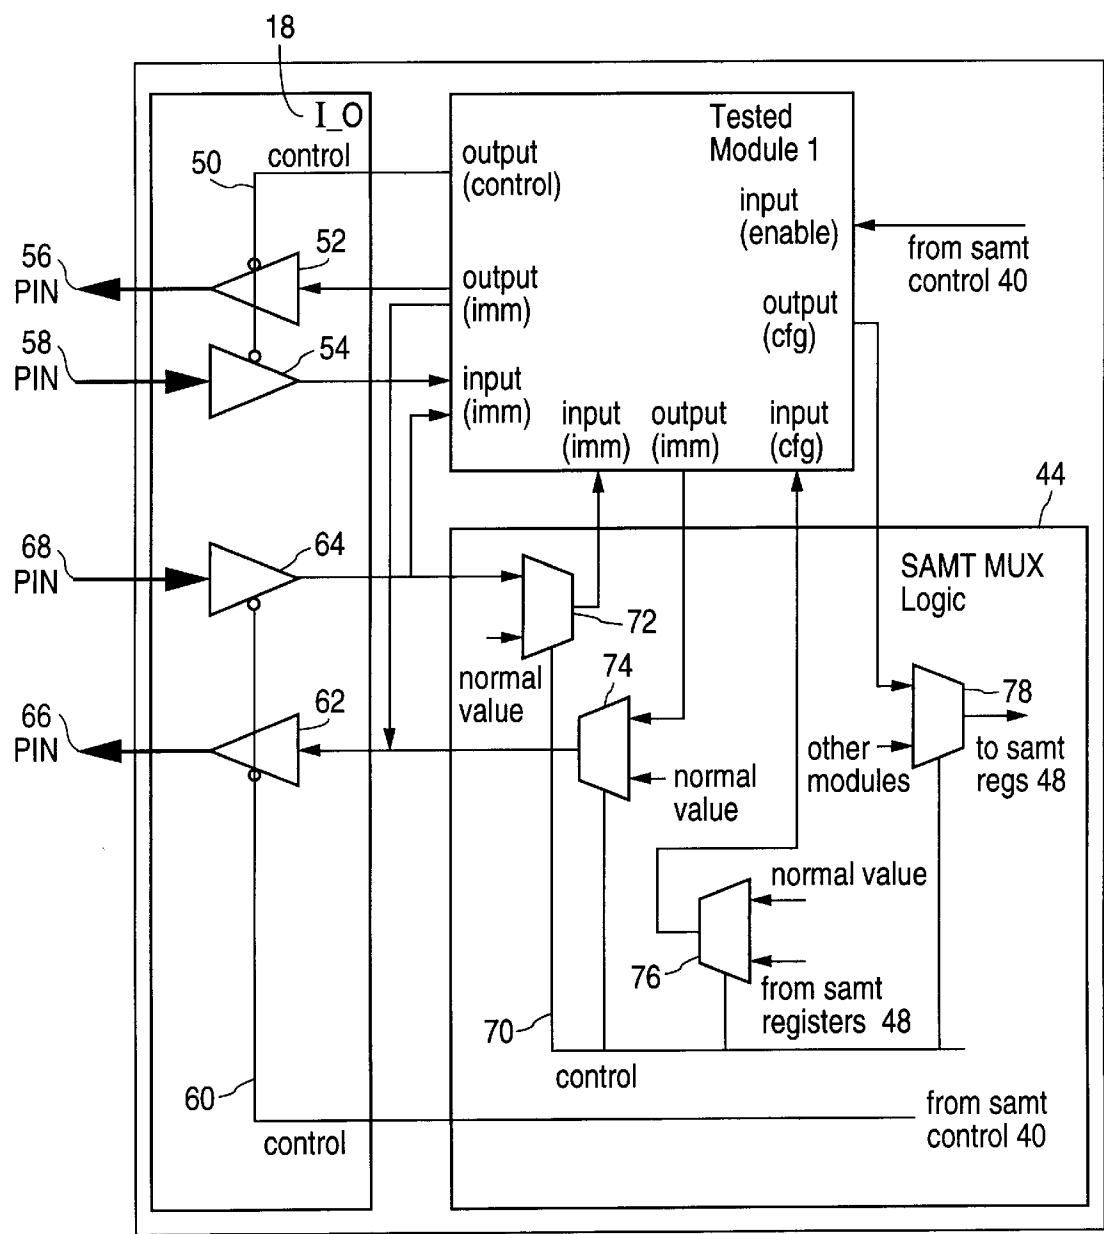 18
I_O
50
control
output
(control)
Tested
Module 1
input
(enable)
from samt
control 40
56
PIN
52
output
(imm)
output
(cfg)
58
PIN
54
input
(imm)
input
(imm)
output
(imm)
input
(cfg)
44
68
PIN
64
SAMT MUX
Logic
72
normal
value
74
78
66
PIN
62
normal
value
other
modules
to samt
regs 48
normal value
76
from samt
registers 48
70
control
60
control
from samt
control 40